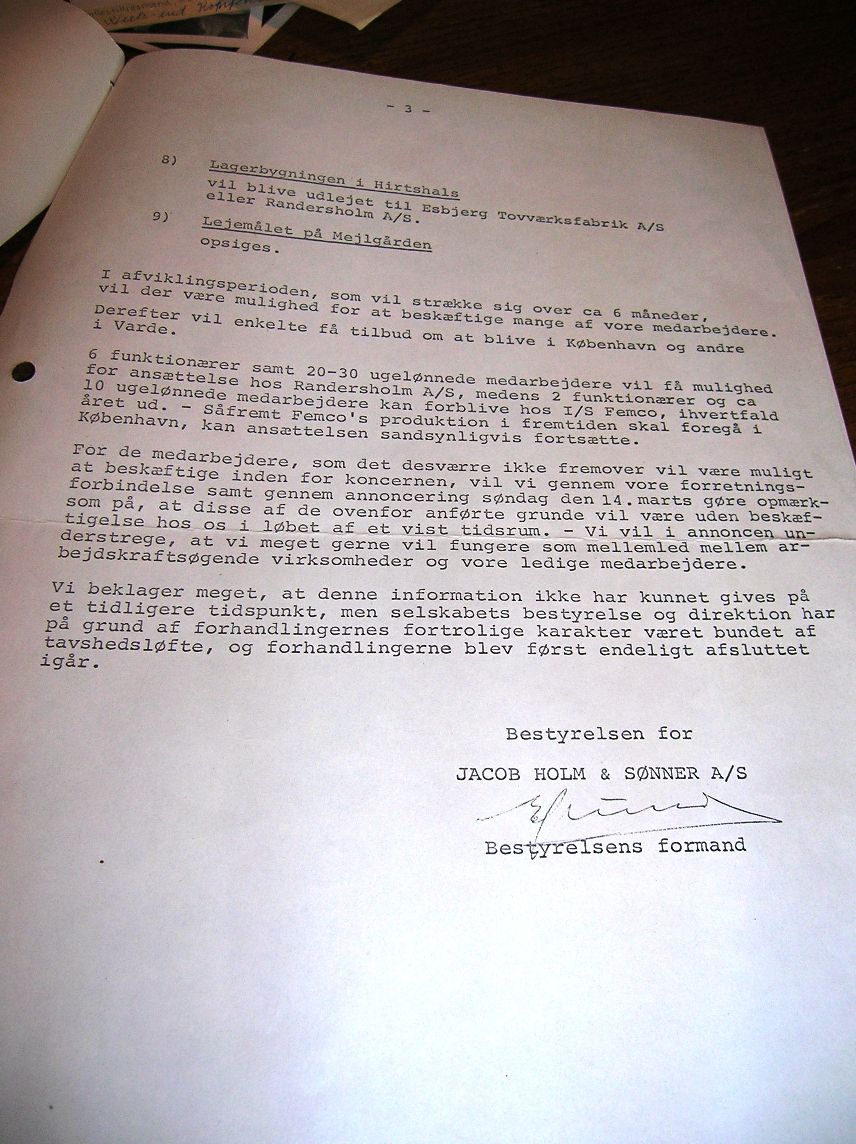 Week-end
- 3 -
8) Lagerbygningen i Hirtshals
vil blive udlejet til Esbjerg Tovværksfabrik A/S
eller Randersholm A/S.
9) Lejemålet på Mejlgården
opsiges.
I afviklingsperioden, som vil strække sig over ca 6 måneder,
vil der være mulighed for at beskæftige mange af vore medarbejdere.
Derefter vil enkelte få tilbud om at blive i København og andre
i Varde.
6 funktionærer samt 20-30 ugelønnede medarbejdere vil få mulighed
for ansættelse hos Randersholm A/S, medens 2 funktionærer og ca
10 ugelønnede medarbejdere kan forblive hos I/S Femco, ihvertfald
året ud. - Såfremt Femco's produktion i fremtiden skal foregå i
København, kan ansættelsen sandsynligvis fortsætte.
For de medarbejdere, som det desværre ikke fremover vil være muligt
at beskæftige inden for koncernen, vil vi gennem vore forretnings-
forbindelse samt gennem annoncering søndag den 14. marts gøre opmærk-
som på, at disse af de ovenfor anførte grunde vil være uden beskæf-
tigelse hos os i løbet af et vist tidsrum. - Vi vil i annoncen un-
derstrege, at vi meget gerne vil fungere som mellemled mellem ar-
bejdskraftsøgende virksomheder og vore ledige medarbejdere.
Vi beklager meget, at denne information ikke har kunnet gives på
et tidligere tidspunkt, men selskabets bestyrelse og direktion har
på grund af forhandlingernes fortrolige karakter været bundet af
tavshedsløfte, og forhandlingerne blev først endeligt afsluttet
igår.
Bestyrelsen for
JACOB HOLM & SØNNER A/S
Bestyrelsens formand